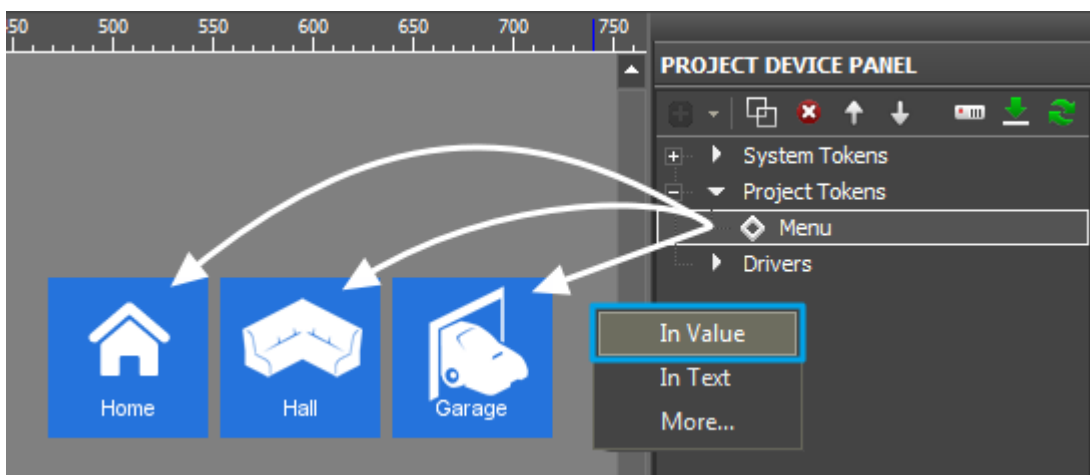 50 500 550 600 650 700 750
PROJECT DEVICE PANEL
System Tokens
Project Tokens
Menu
Drivers
In Value
In Text
More...
Home Hall Garage